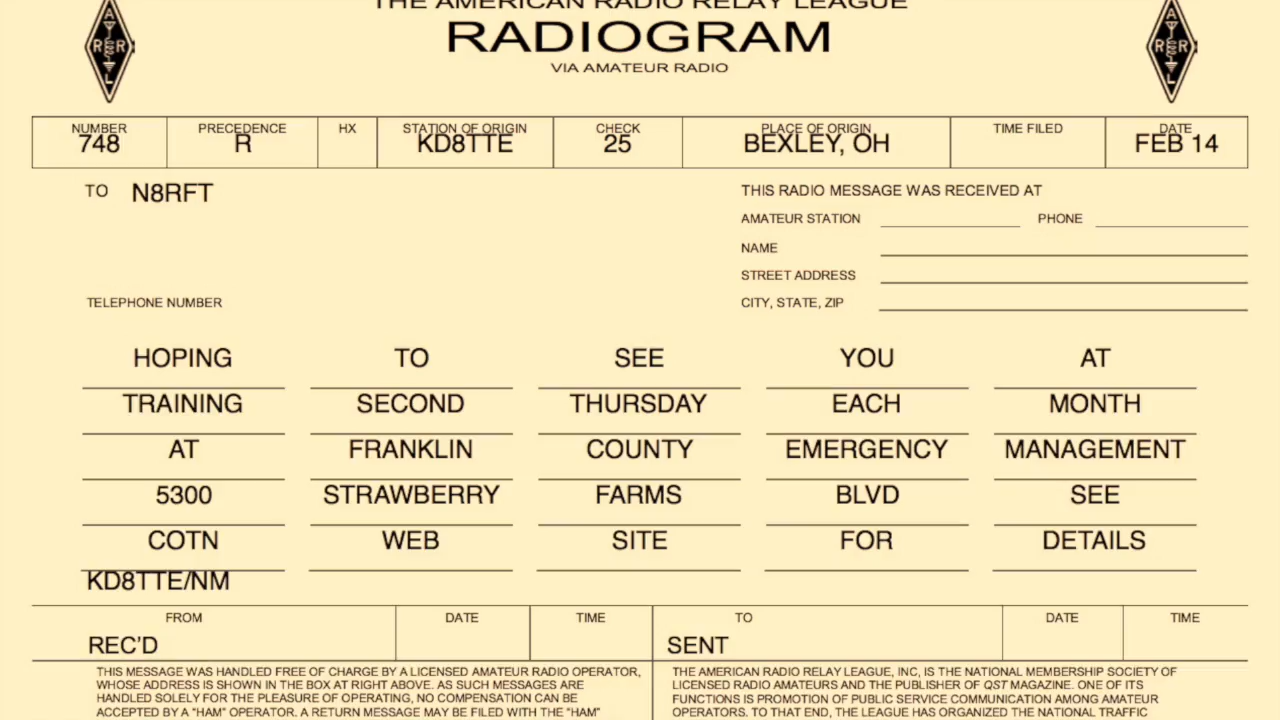 THE AMERICAN RADIO RELAY LEAGUE
RADIOGRAM
VIA AMATEUR RADIO
NUMBER PRECEDENCE HX STATION OF ORIGIN CHECK PLACE OF ORIGIN TIME FILED DATE
748 R KD8TTE 25 BEXLEY, OH FEB 14
TO N8RFT
THIS RADIO MESSAGE WAS RECEIVED AT
AMATEUR STATION PHONE
NAME
STREET ADDRESS
TELEPHONE NUMBER CITY, STATE, ZIP
HOPING TO SEE YOU AT
TRAINING SECOND THURSDAY EACH MONTH
AT FRANKLIN COUNTY EMERGENCY MANAGEMENT
5300 STRAWBERRY FARMS BLVD SEE
COTN WEB SITE FOR DETAILS
KD8TTE/NM
FROM DATE TIME TO DATE TIME
REC'D SENT
THIS MESSAGE WAS HANDLED FREE OF CHARGE BY A LICENSED AMATEUR RADIO OPERATOR,
WHOSE ADDRESS IS SHOWN IN THE BOX AT RIGHT ABOVE. AS SUCH MESSAGES ARE
HANDLED SOLELY FOR THE PLEASURE OF OPERATING, NO COMPENSATION CAN BE
ACCEPTED BY A “HAM” OPERATOR. A RETURN MESSAGE MAY BE FILED WITH THE “HAM”
THE AMERICAN RADIO RELAY LEAGUE, INC, IS THE NATIONAL MEMBERSHIP SOCIETY OF
LICENSED RADIO AMATEURS AND THE PUBLISHER OF QST MAGAZINE. ONE OF ITS
FUNCTIONS IS PROMOTION OF PUBLIC SERVICE COMMUNICATION AMONG AMATEUR
OPERATORS. TO THAT END, THE LEAGUE HAS ORGANIZED THE NATIONAL TRAFFIC